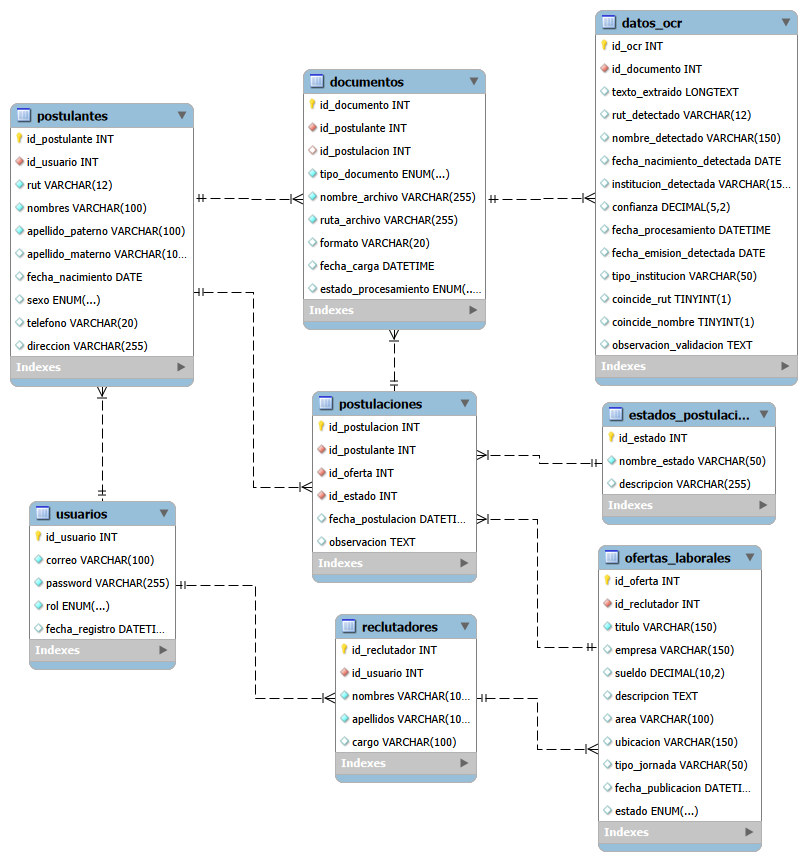 postulantes
id_postulante INT
id_usuario INT
rut VARCHAR(12)
nombres VARCHAR(100)
apellido_paterno VARCHAR(100)
apellido_materno VARCHAR(10...
fecha_nacimiento DATE
sexo ENUM(...)
telefono VARCHAR(20)
direccion VARCHAR(255)
Indexes
documentos
id_documento INT
id_postulante INT
id_postulacion INT
tipo_documento ENUM(...)
nombre_archivo VARCHAR(255)
ruta_archivo VARCHAR(255)
formato VARCHAR(20)
fecha_carga DATETIME
estado_procesamiento ENUM(...
Indexes
datos_ocr
id_ocr INT
id_documento INT
texto_extraido LONGTEXT
rut_detectado VARCHAR(12)
nombre_detectado VARCHAR(150)
fecha_nacimiento_detectada DATE
institucion_detectada VARCHAR(15...
confianza DECIMAL(5,2)
fecha_procesamiento DATETIME
fecha_emision_detectada DATE
tipo_institucion VARCHAR(50)
coincide_rut TINYINT(1)
coincide_nombre TINYINT(1)
observacion_validacion TEXT
Indexes
postulaciones
id_postulacion INT
id_postulante INT
id_oferta INT
id_estado INT
fecha_postulacion DATETI...
observacion TEXT
Indexes
estados_postulaci...
id_estado INT
nombre_estado VARCHAR(50)
descripcion VARCHAR(255)
Indexes
usuarios
id_usuario INT
correo VARCHAR(100)
password VARCHAR(255)
rol ENUM(...)
fecha_registro DATETI...
Indexes
reclutadores
id_reclutador INT
id_usuario INT
nombres VARCHAR(10...
apellidos VARCHAR(10...
cargo VARCHAR(100)
Indexes
ofertas_laborales
id_oferta INT
id_reclutador INT
titulo VARCHAR(150)
empresa VARCHAR(150)
sueldo DECIMAL(10,2)
descripcion TEXT
area VARCHAR(100)
ubicacion VARCHAR(150)
tipo_jornada VARCHAR(50)
fecha_publicacion DATETI...
estado ENUM(...)
Indexes